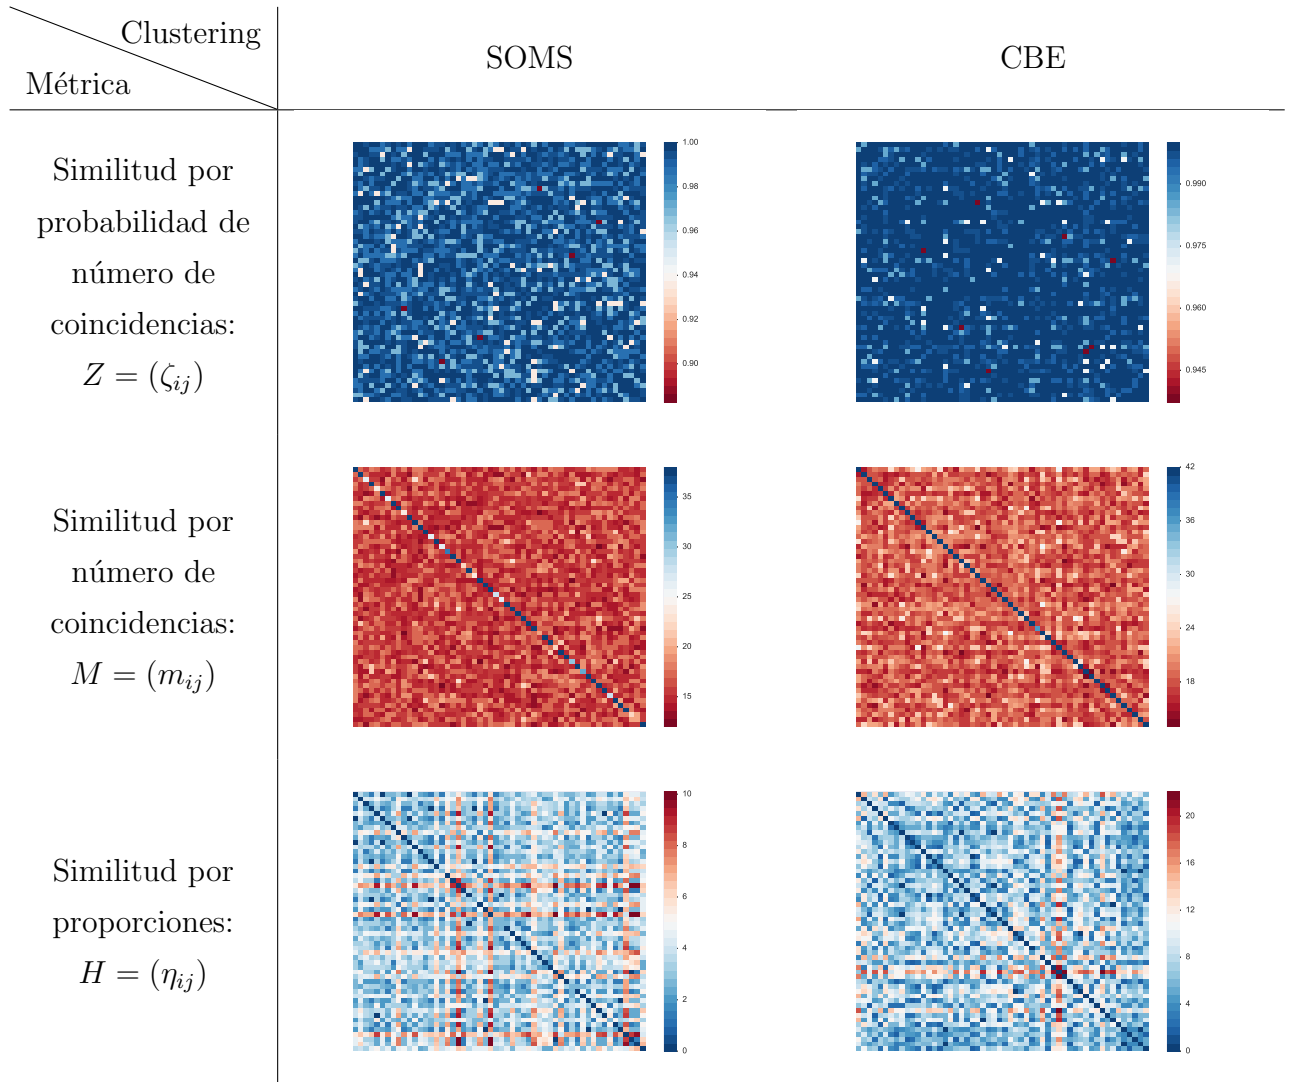 Clustering
Métrica
SOMS
CBE
Similitud por
probabilidad de
número de
coincidencias:
Z = (ζij)
1.00
0.98
0.96
0.94
0.92
0.90
0.990
0.975
0.960
0.945
Similitud por
número de
coincidencias:
M = (mij)
35
30
25
20
15
42
36
30
24
18
Similitud por
proporciones:
H = (ηij)
10
8
6
4
2
0
20
16
12
8
4
0